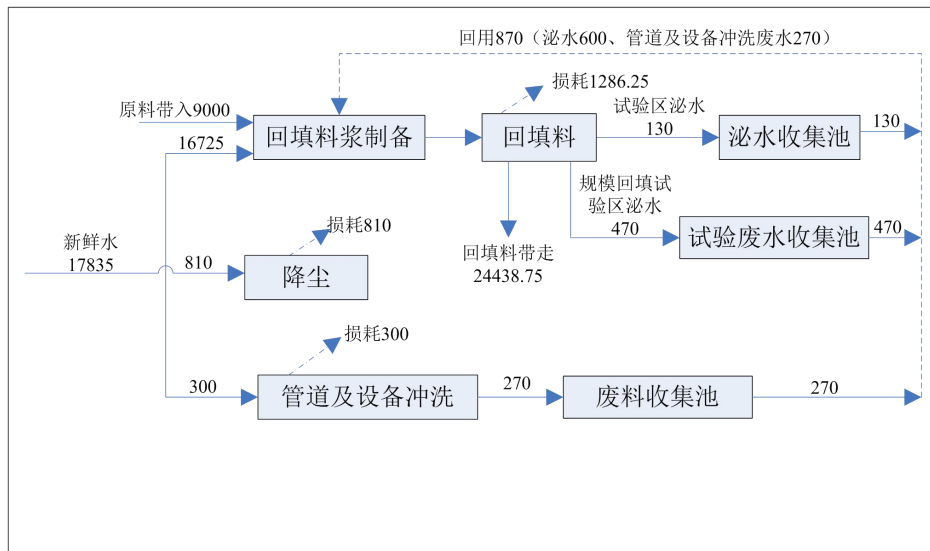 回用870（泌水600、管道及设备冲洗废水270）
损耗1286.25
原料带入9000
16725
回填料浆制备
回填料
试验区泌水
130
泌水收集池
130
规模回填试
验区泌水
470
试验废水收集池
470
回填料带走
24438.75
新鲜水
17835
810
损耗810
降尘
损耗300
300
管道及设备冲洗
270
废料收集池
270